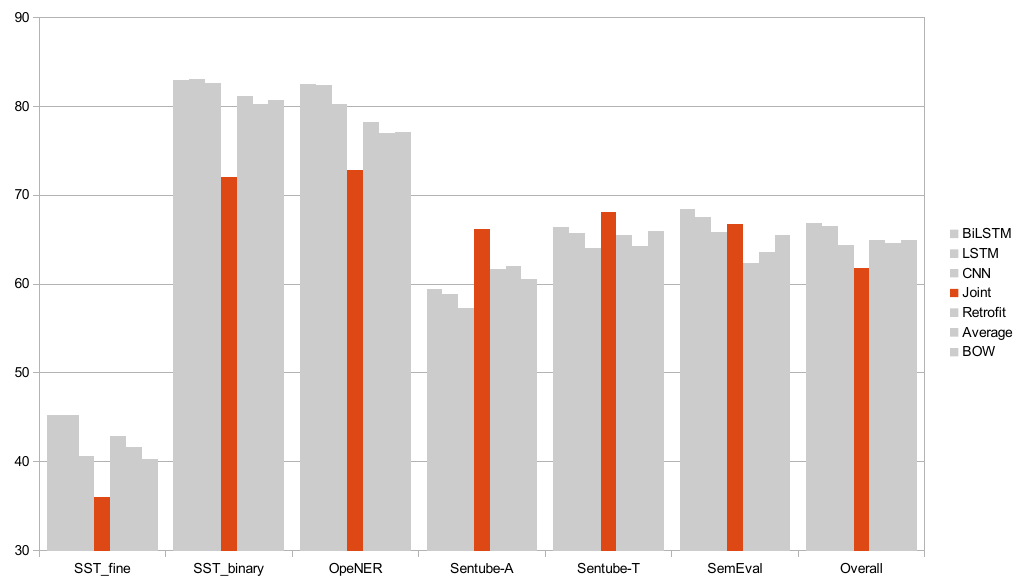 90
80
70
60
50
40
30
SST_fine SST_binary OpeNER Sentube-A Sentube-T SemEval Overall
BiLSTM
LSTM
CNN
Joint
Retrofit
Average
BOW